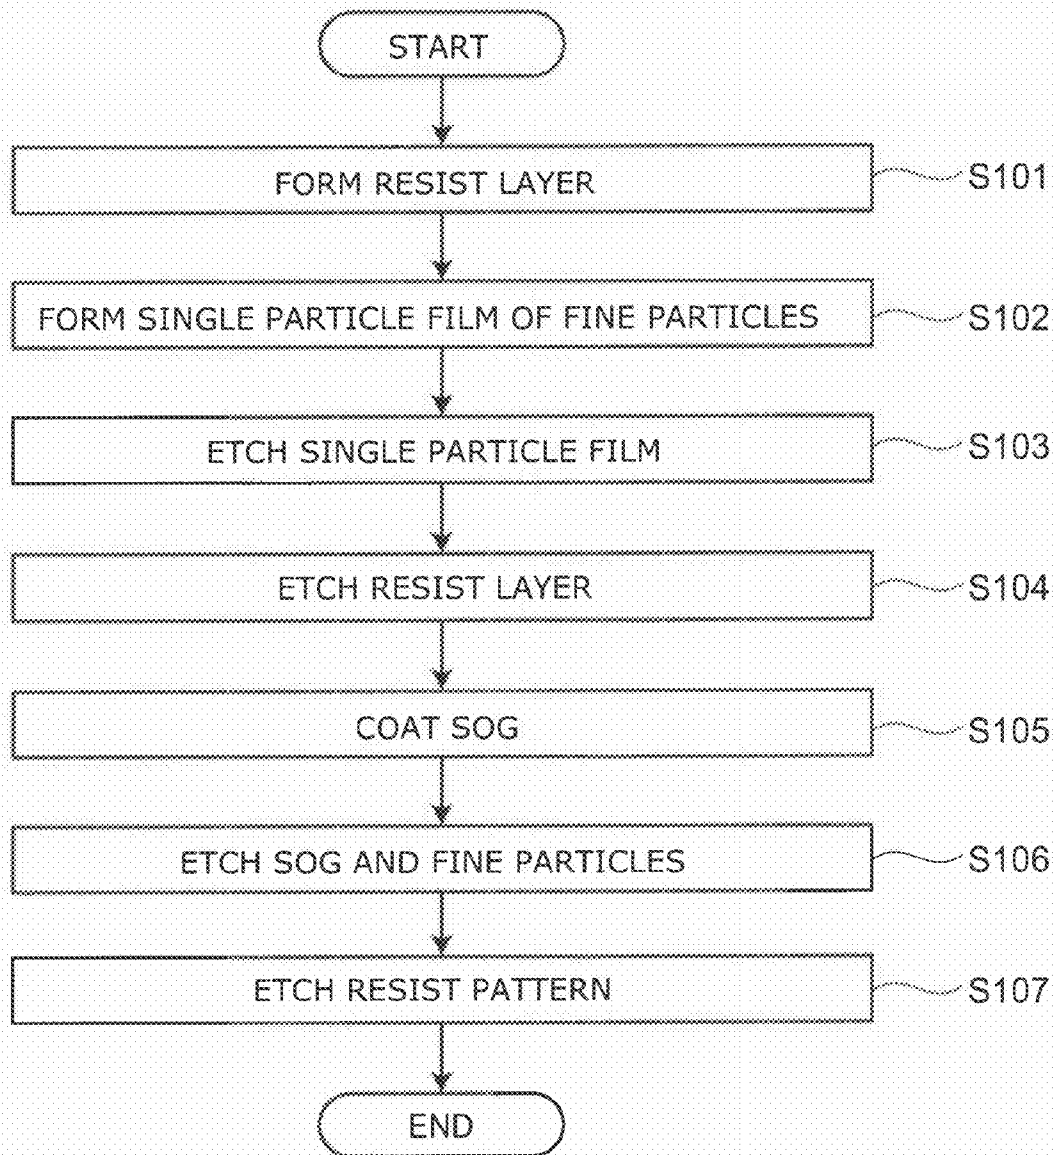 START
FORM RESIST LAYER
S101
FORM SINGLE PARTICLE FILM OF FINE PARTICLES
S102
ETCH SINGLE PARTICLE FILM
S103
ETCH RESIST LAYER
S104
COAT SOG
S105
ETCH SOG AND FINE PARTICLES
S106
ETCH RESIST PATTERN
S107
END